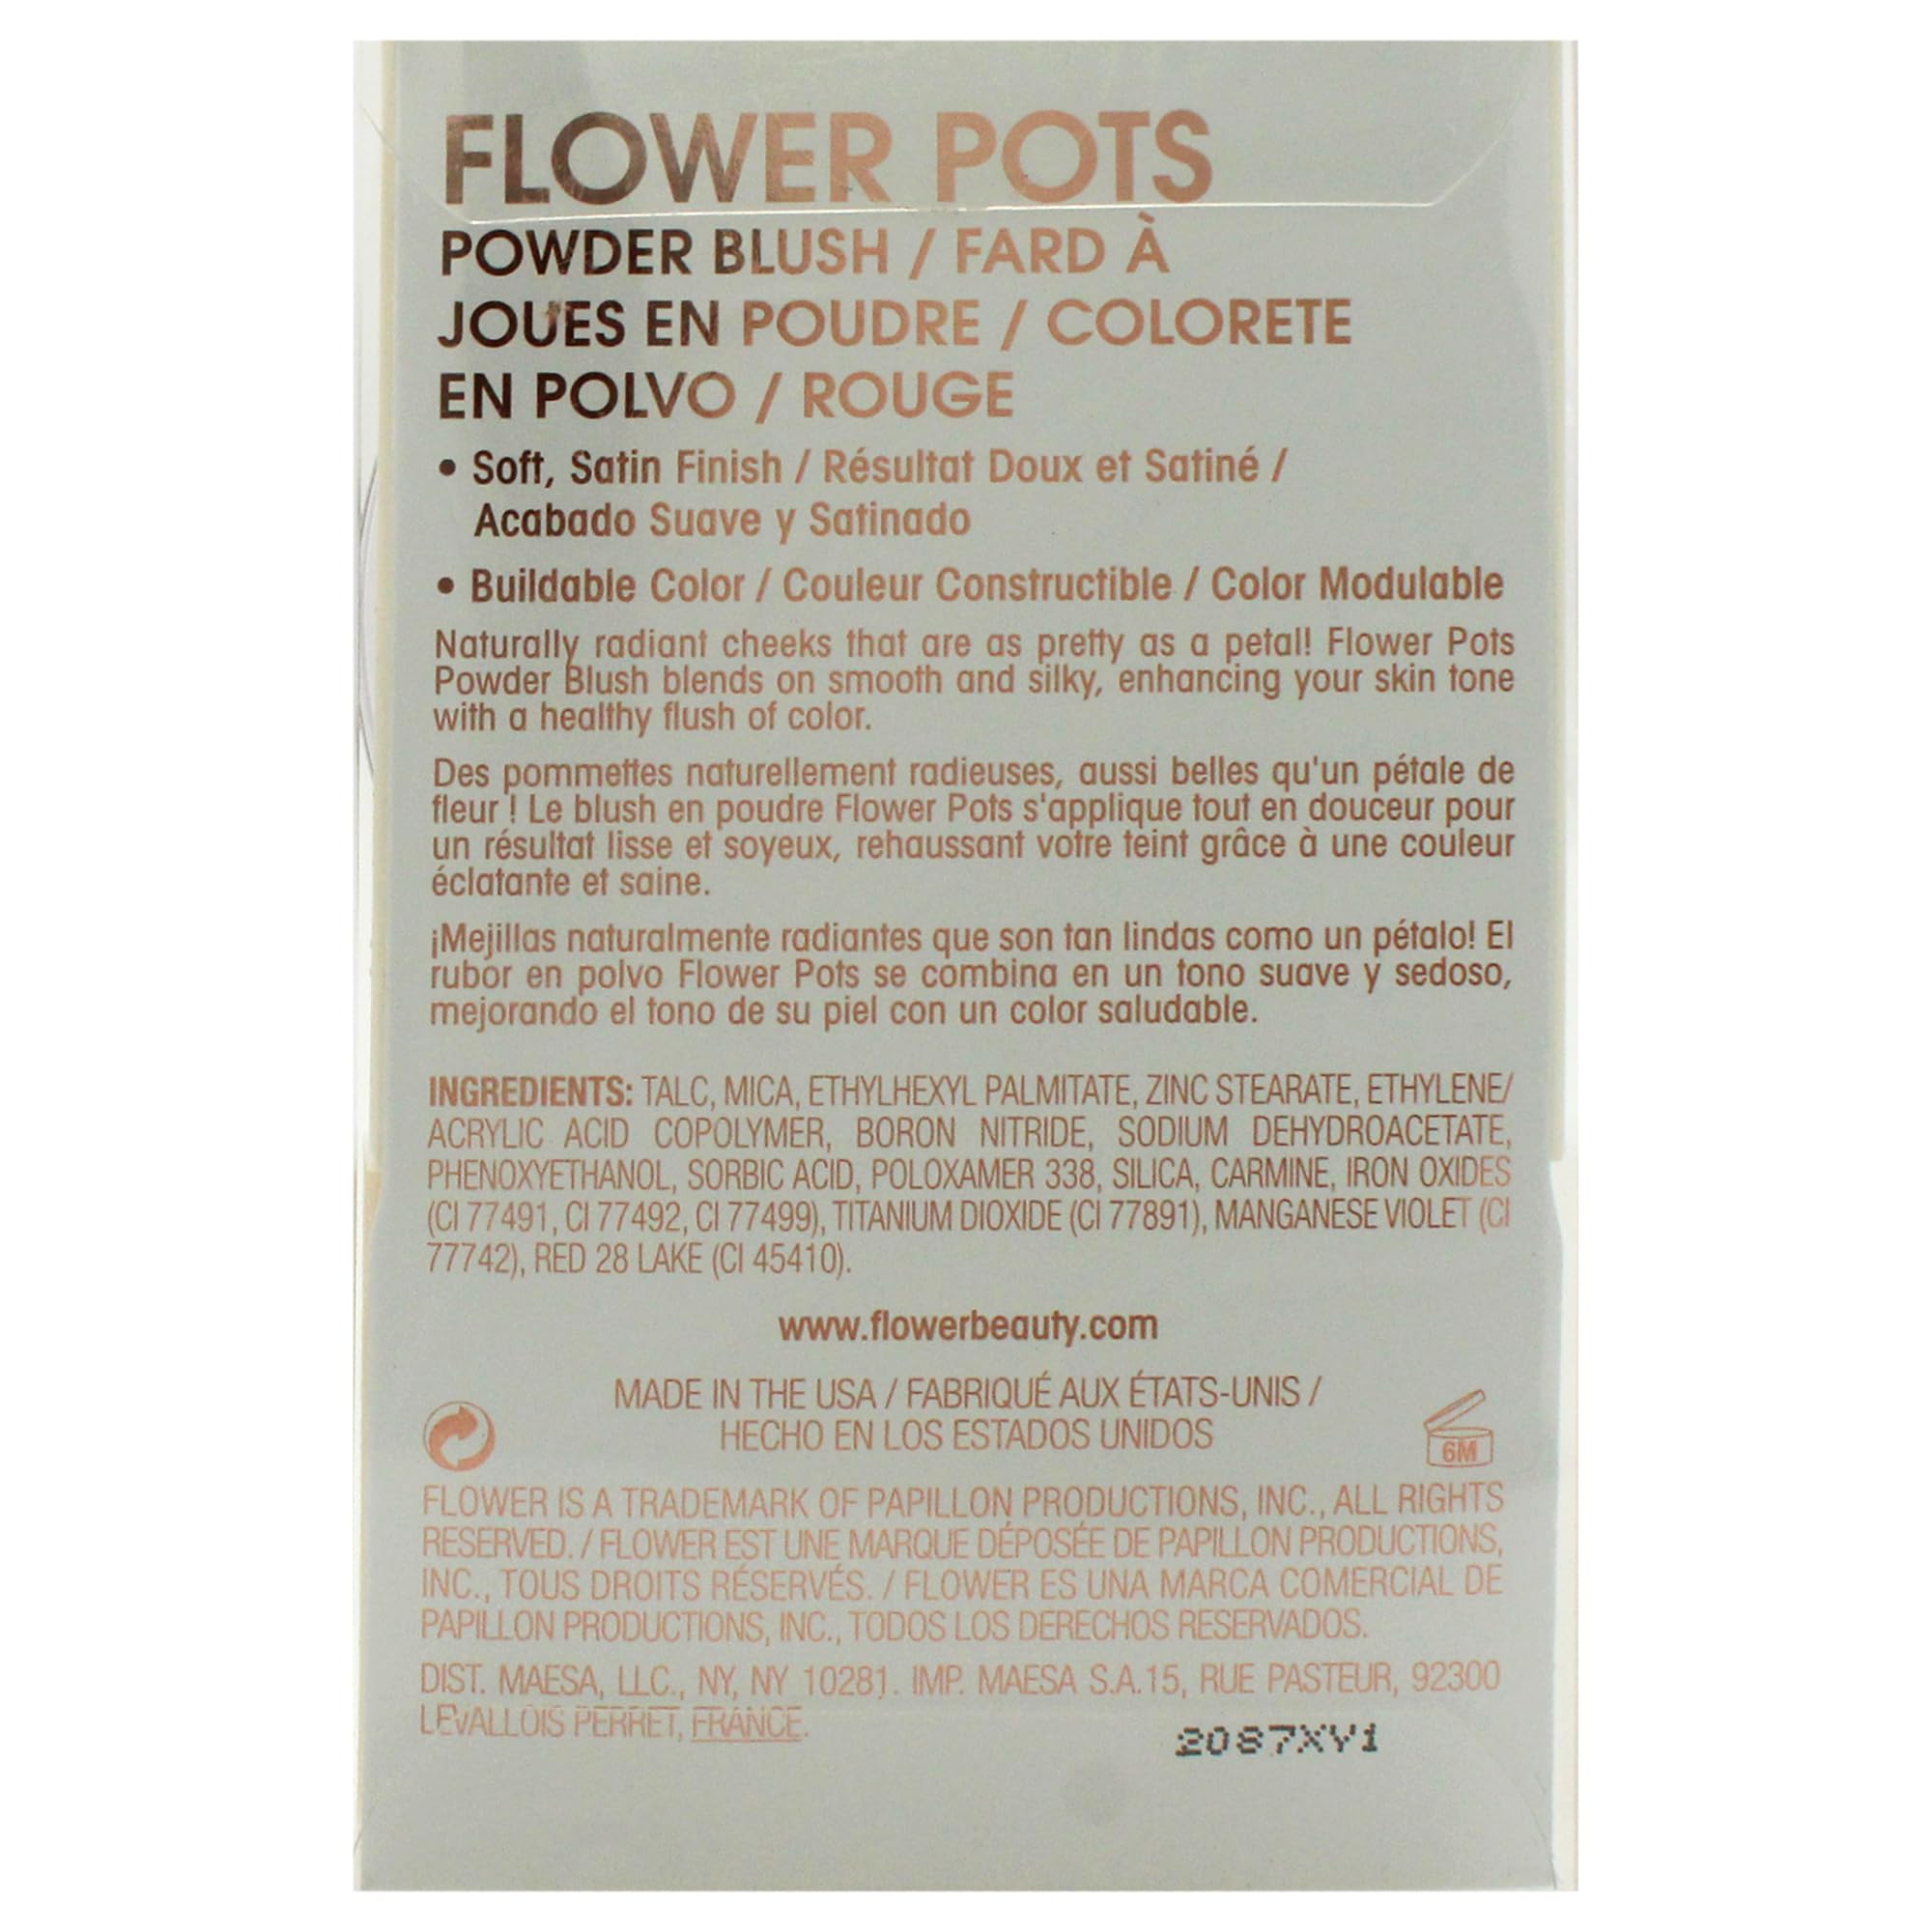 FLOWER POTS
POWDER BLUSH / FARD À
JOUES EN POUDRE / COLORETE
EN POLVO / ROUGE
• Soft, Satin Finish / Résultat Doux et Satiné /
Acabado Suave y Satinado
• Buildable Color / Couleur Constructible / Color Modulable
Naturally radiant cheeks that are as pretty as a petal! Flower Pots
Powder Blush blends on smooth and silky, enhancing your skin tone
with a healthy flush of color.
Des pommettes naturellement radieuses, aussi belles qu'un pétale de
fleur ! Le blush en poudre Flower Pots s'applique tout en douceur pour
un résultat lisse et soyeux, rehaussant votre teint grâce à une couleur
éclatante et saine.
¡Mejillas naturalmente radiantes que son tan lindas como un pétalo! El
rubor en polvo Flower Pots se combina en un tono suave y sedoso,
mejorando el tono de su piel con un color saludable.
INGREDIENTS: TALC, MICA, ETHYLHEXYL PALMITATE, ZINC STEARATE, ETHYLENE/
ACRYLIC ACID COPOLYMER, BORON NITRIDE, SODIUM DEHYDROACETATE,
PHENOXYETHANOL, SORBIC ACID, POLOXAMER 338, SILICA, CARMINE, IRON OXIDES
(CI 77491, CI 77492, CI 77499), TITANIUM DIOXIDE (CI 77891), MANGANESE VIOLET (CI
77742), RED 28 LAKE (CI 45410).
www.flowerbeauty.com
MADE IN THE USA / FABRIQUÉ AUX ÉTATS-UNIS /
HECHO EN LOS ESTADOS UNIDOS
6M
FLOWER IS A TRADEMARK OF PAPILLON PRODUCTIONS, INC., ALL RIGHTS
RESERVED. / FLOWER EST UNE MARQUE DÉPOSÉE DE PAPILLON PRODUCTIONS,
INC., TOUS DROITS RÉSERVÉS. / FLOWER ES UNA MARCA COMERCIAL DE
PAPILLON PRODUCTIONS, INC., TODOS LOS DERECHOS RESERVADOS.
DIST. MAESA, LLC., NY, NY 10281. IMP. MAESA S.A.15, RUE PASTEUR, 92300
LEVALLOIS PERRET, FRANCE.
2087XV1